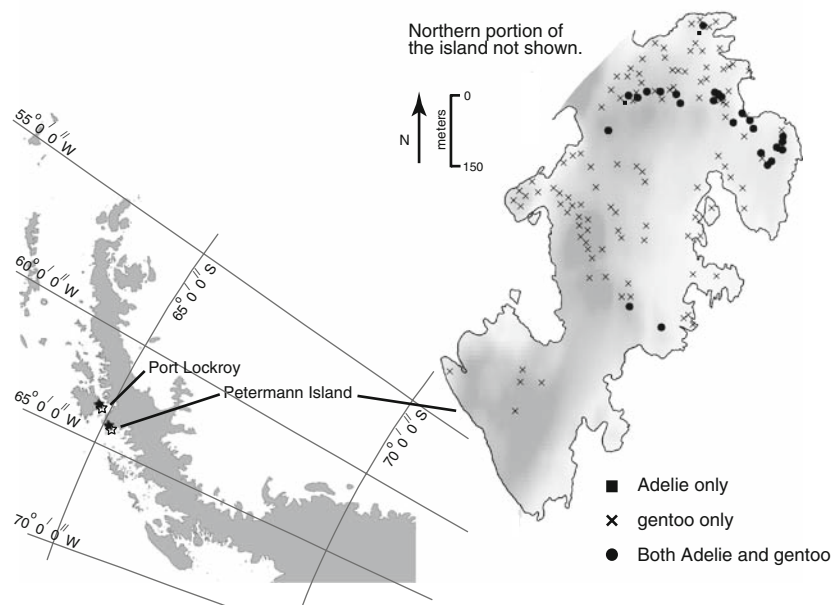 Northern portion of
the island not shown.
0
meters
N
150
55°0'0"W
60°0'0"W
65°0'0"S
Port Lockroy
Petermann Island
65°0'0"W
70°0'0"S
70°0'0"W
Adelie only
gentoo only
Both Adelie and gentoo